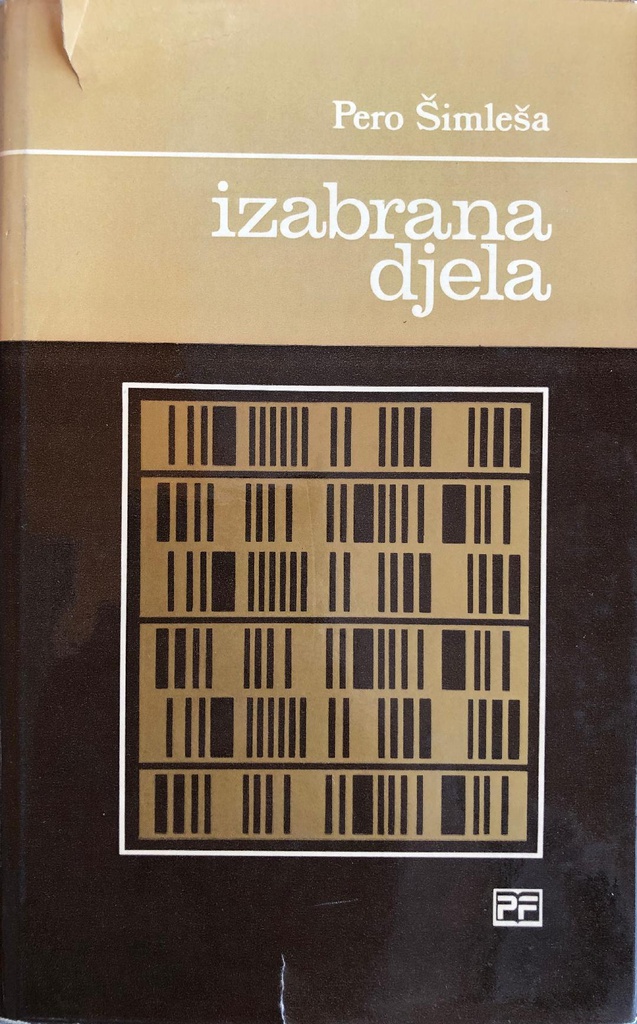 Pero Šimleša
izabrana
djela
PF